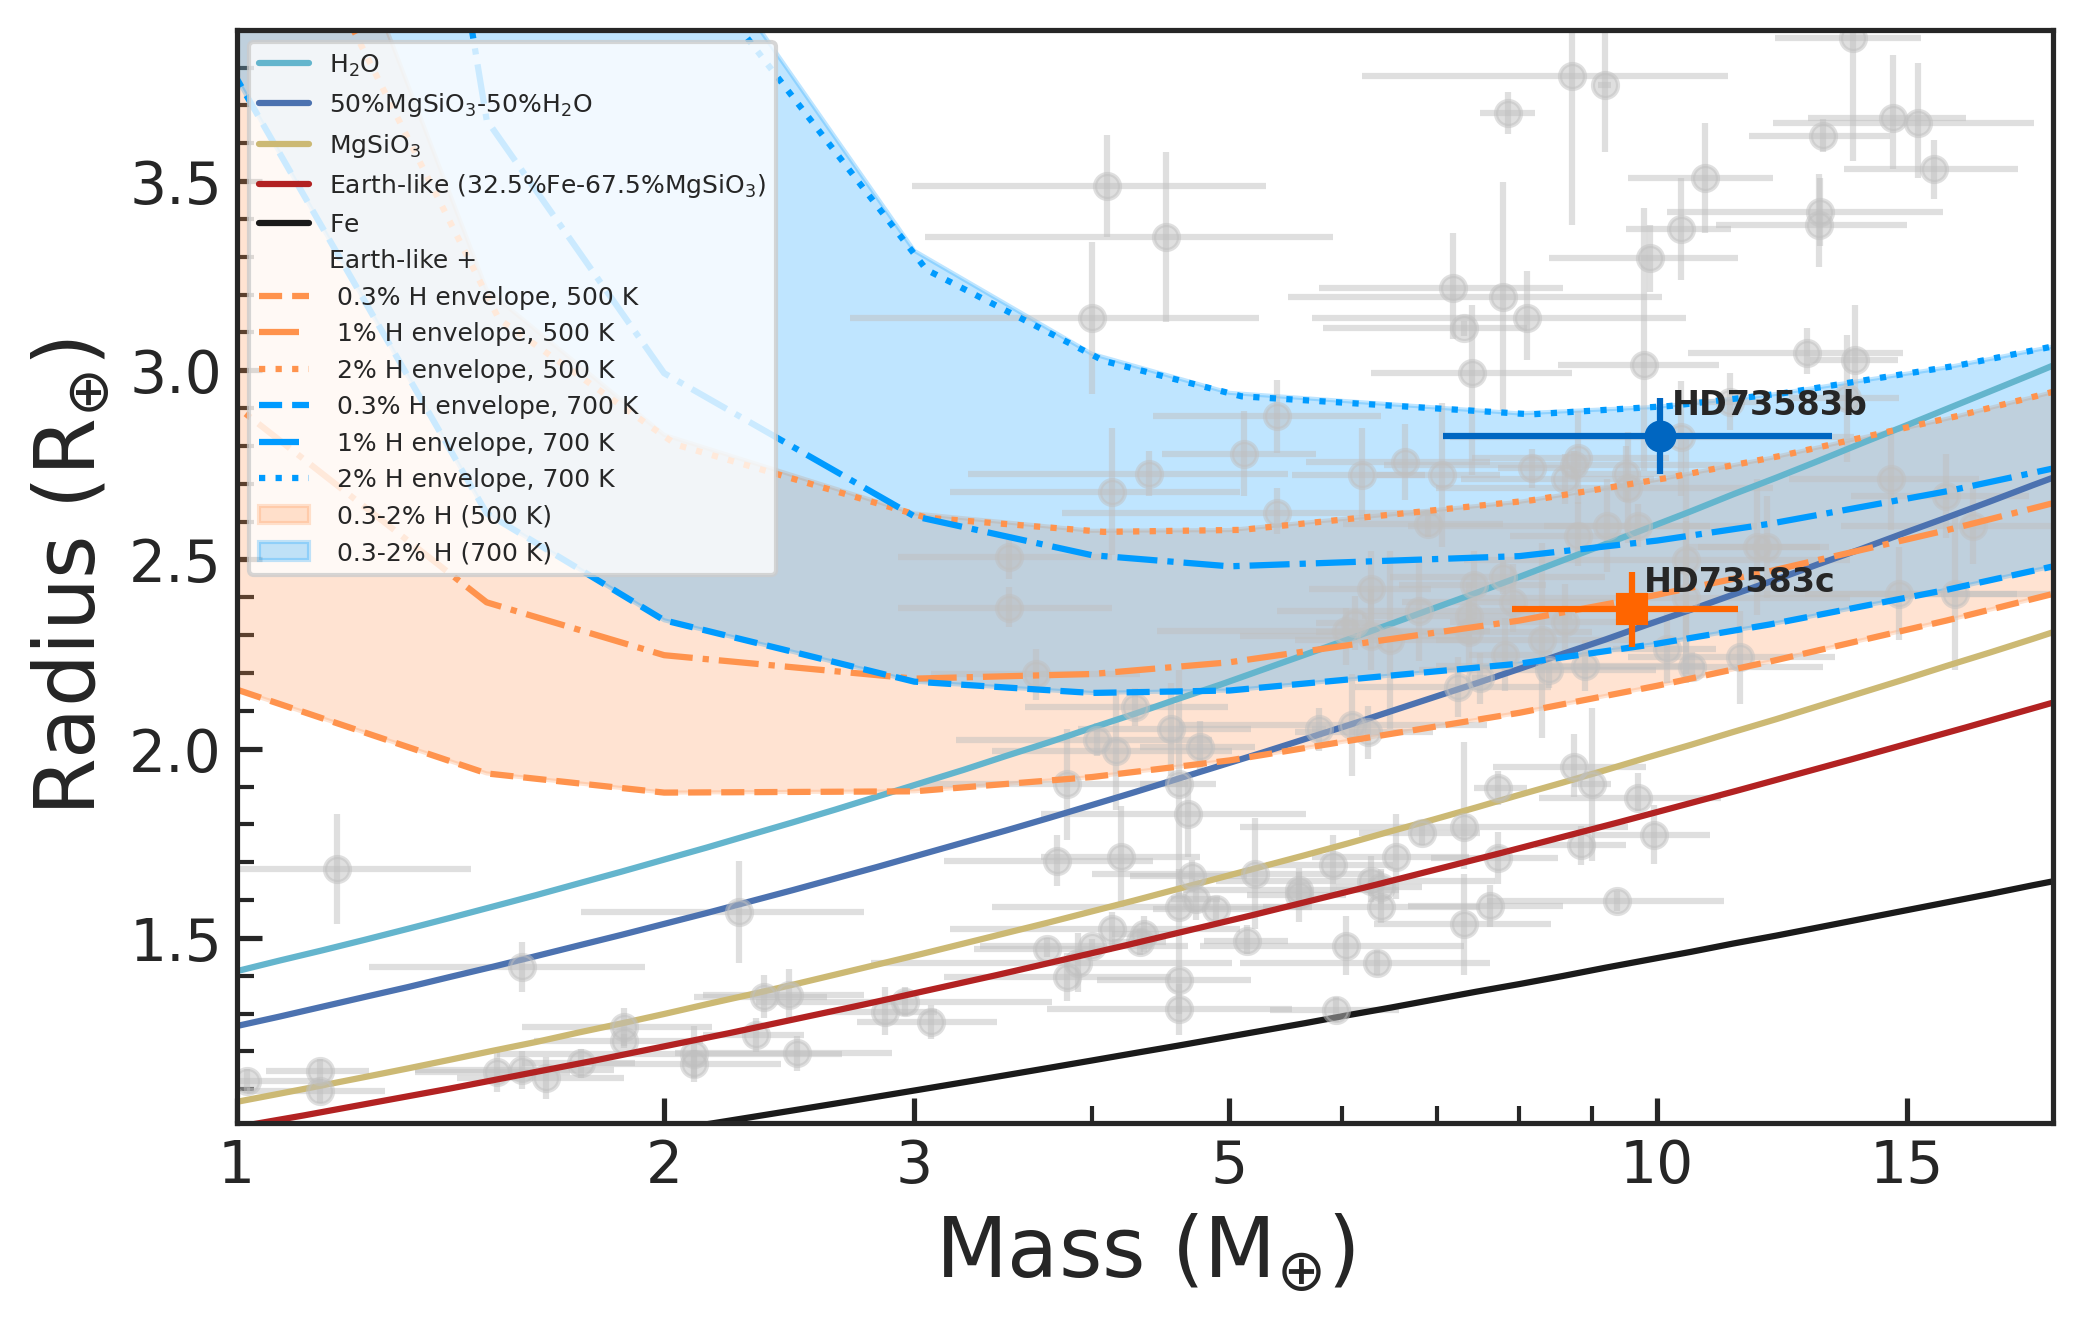 H₂O
50%MgSiO₃-50%H₂O
MgSiO₃
Earth-like (32.5%Fe-67.5%MgSiO₃)
Fe
Earth-like +
0.3% H envelope, 500 K
1% H envelope, 500 K
2% H envelope, 500 K
0.3% H envelope, 700 K
1% H envelope, 700 K
2% H envelope, 700 K
0.3-2% H (500 K)
0.3-2% H (700 K)
HD73583b
HD73583c
3.5
3.0
2.5
2.0
1.5
Radius (R⊕)
1 2 3 5 10 15
Mass (M⊕)